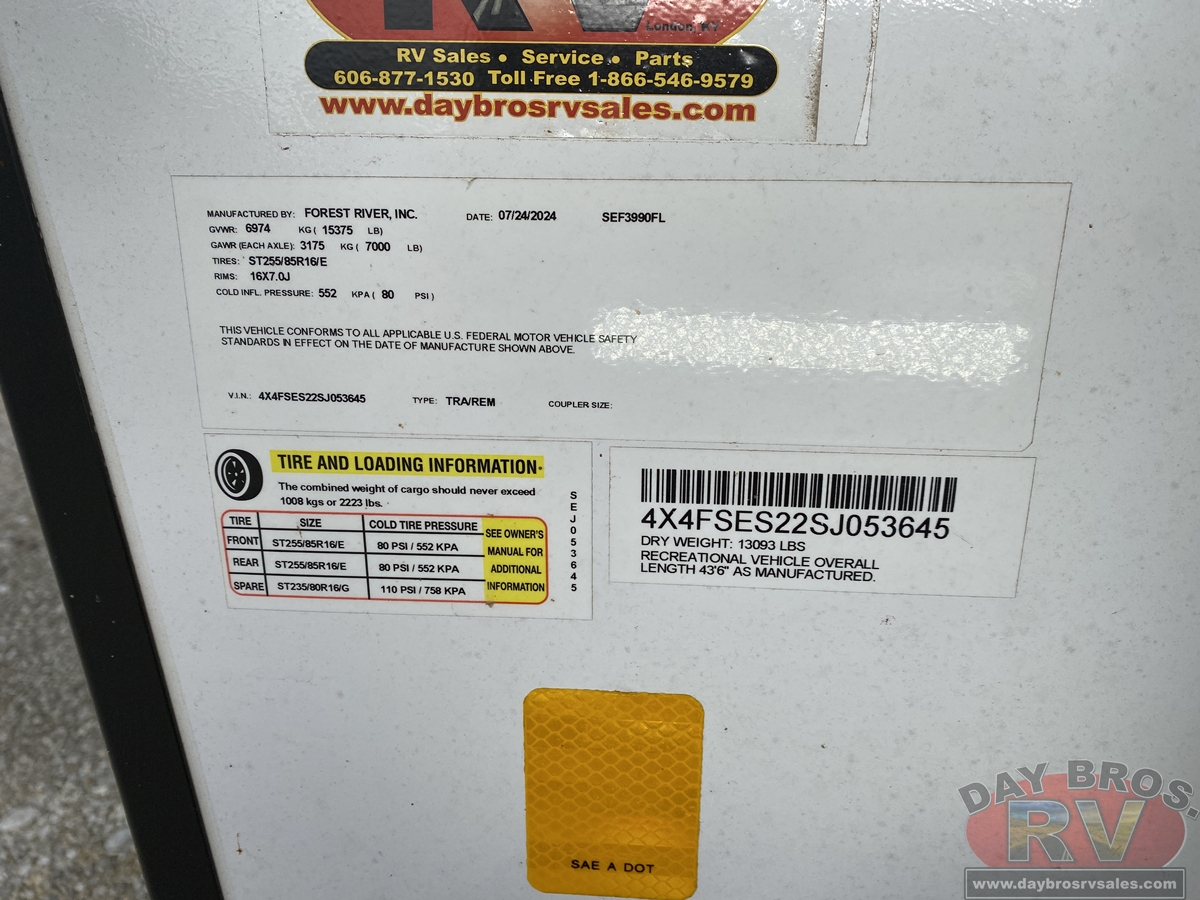 RV
London, KY
RV Sales • Service • Parts
606-877-1530 Toll Free 1-866-546-9579
www.daybrosrvsales.com
MANUFACTURED BY: FOREST RIVER, INC. DATE: 07/24/2024 SEF3990FL
GVWR: 6974 KG ( 15375 LB)
GAWR (EACH AXLE): 3175 KG ( 7000 LB)
TIRES: ST255/85R16/E
RIMS: 16X7.0J
COLD INFL. PRESSURE: 552 KPA ( 80 PSI )
THIS VEHICLE CONFORMS TO ALL APPLICABLE U.S. FEDERAL MOTOR VEHICLE SAFETY
STANDARDS IN EFFECT ON THE DATE OF MANUFACTURE SHOWN ABOVE.
V.I.N.: 4X4FSES22SJ053645 TYPE: TRA/REM COUPLER SIZE:
TIRE AND LOADING INFORMATION
The combined weight of cargo should never exceed
1008 kgs or 2223 lbs.
TIRE SIZE COLD TIRE PRESSURE
FRONT ST255/85R16/E 80 PSI / 552 KPA
REAR ST255/85R16/E 80 PSI / 552 KPA
SPARE ST235/80R16/G 110 PSI / 758 KPA
SEE OWNER'S
MANUAL FOR
ADDITIONAL
INFORMATION
SEJ053645
4X4FSES22SJ053645
DRY WEIGHT: 13093 LBS
RECREATIONAL VEHICLE OVERALL
LENGTH 43'6" AS MANUFACTURED.
SAE A DOT
DAY BROS.
RV
www.daybrosrvsales.com